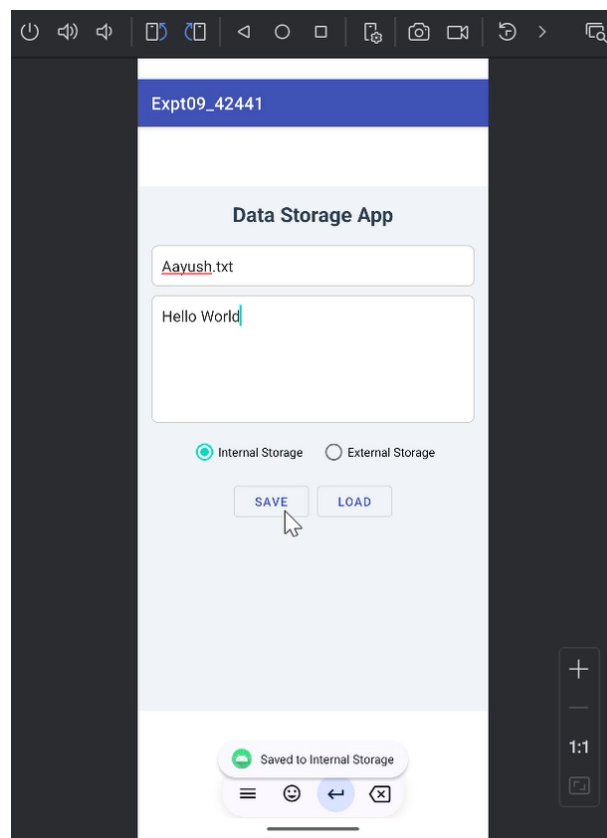 Expt09_42441
Data Storage App
Aayush.txt
Hello World
Internal Storage External Storage
SAVE LOAD
1:1
Saved to Internal Storage